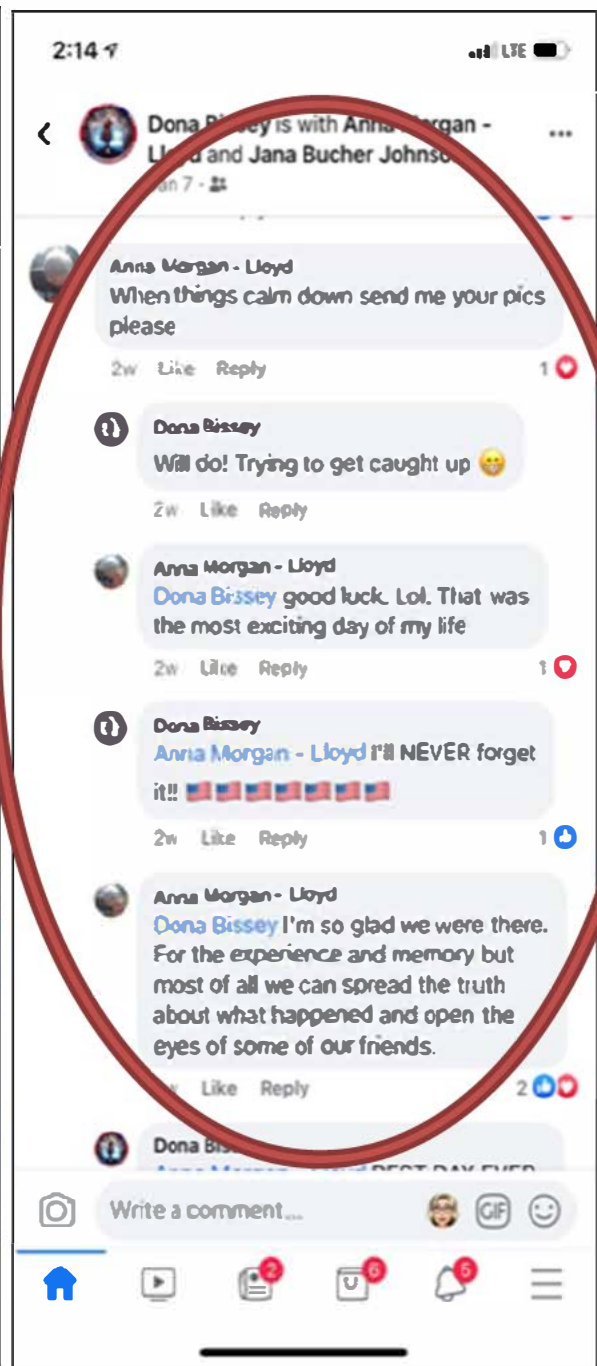 2:14
LTE
Dona Bissey is with Anna Morgan -
Lloyd and Jana Bucher Johnso
an 7 ·
Anna Morgan - Lloyd
When things calm down send me your pics
please
2w Like Reply
1
Dona Bissey
Will do! Trying to get caught up 😁
2w Like Reply
Anna Morgan - Lloyd
Dona Bissey good luck. Lol. That was
the most exciting day of my life
2w Like Reply
1
Dona Bissey
Anna Morgan - Lloyd I'll NEVER forget
it!! 🇺🇸🇺🇸🇺🇸🇺🇸🇺🇸🇺🇸🇺🇸
2w Like Reply
1
Anna Morgan - Lloyd
Dona Bissey I'm so glad we were there.
For the experience and memory but
most of all we can spread the truth
about what happened and open the
eyes of some of our friends.
Like Reply
2
Dona Bis
BEST DAY EVER
Write a comment...
GIF
2
6
5